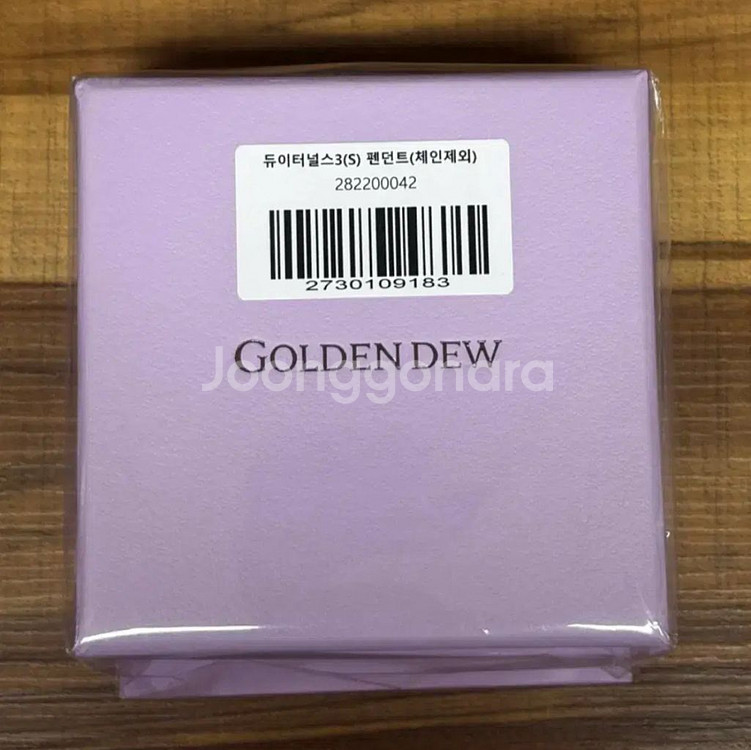 듀이터널스3(S) 펜던트(체인제외)
282200042
2730109183
GOLDEN DEW
Joonggonara